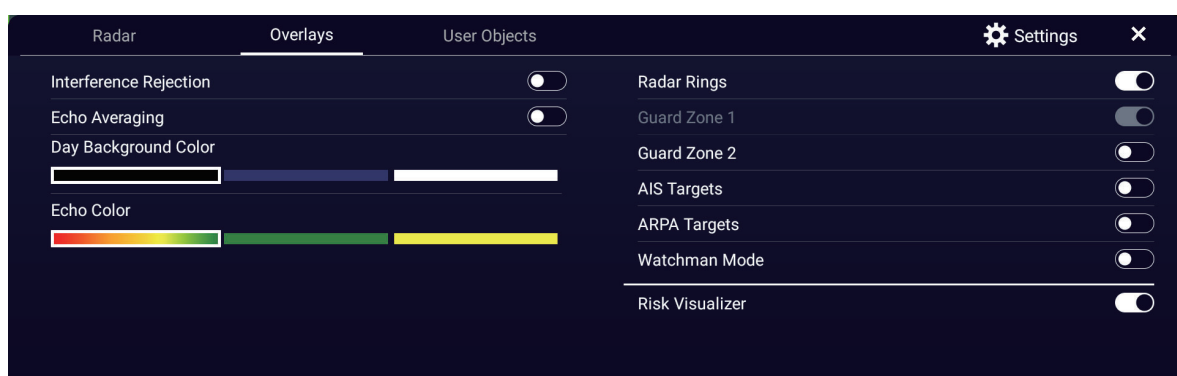 Radar Overlays User Objects Settings
Interference Rejection
Echo Averaging
Day Background Color
Echo Color
Radar Rings
Guard Zone 1
Guard Zone 2
AIS Targets
ARPA Targets
Watchman Mode
Risk Visualizer